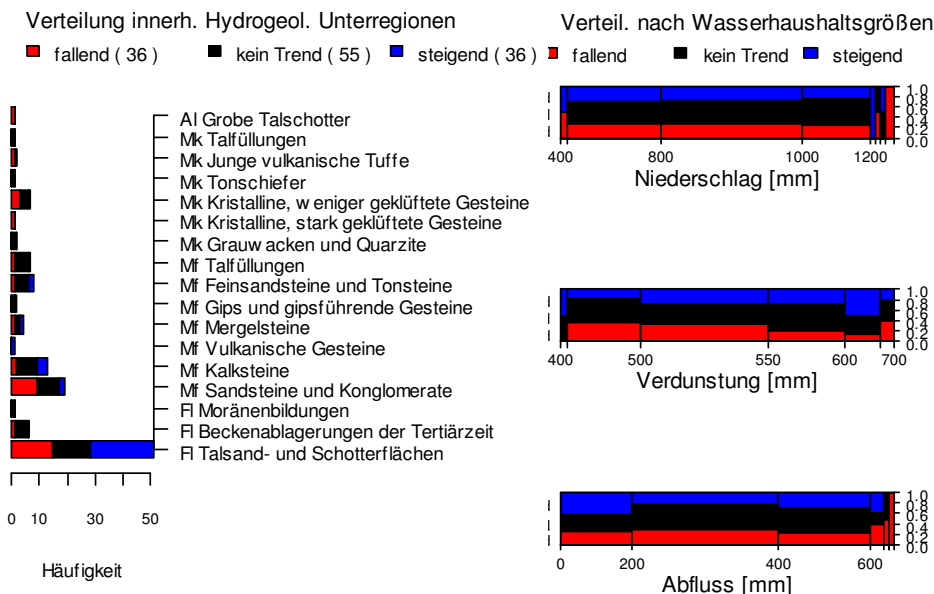 Verteilung innerh. Hydrogeol. Unterregionen
fallend ( 36 ) kein Trend ( 55 ) steigend ( 36 )
Al Grobe Talschotter
Mk Talfüllungen
Mk Junge vulkanische Tuffe
Mk Tonschiefer
Mk Kristalline, weniger geklüftete Gesteine
Mk Kristalline, stark geklüftete Gesteine
Mk Grauwacken und Quarzite
Mf Talfüllungen
Mf Feinsandsteine und Tonsteine
Mf Gips und gipsführende Gesteine
Mf Mergelsteine
Mf Vulkanische Gesteine
Mf Kalksteine
Mf Sandsteine und Konglomerate
Fl Moränenbildungen
Fl Beckenablagerungen der Tertiärzeit
Fl Talsand- und Schotterflächen
0 10 30 50
Häufigkeit
Verteil. nach Wasserhaushaltsgrößen
fallend kein Trend steigend
1.0
0.8
0.6
0.4
0.2
0.0
400 800 1000 1200
Niederschlag [mm]
1.0
0.8
0.6
0.4
0.2
0.0
400 500 550 600 700
Verdunstung [mm]
1.0
0.8
0.6
0.4
0.2
0.0
0 200 400 600
Abfluss [mm]